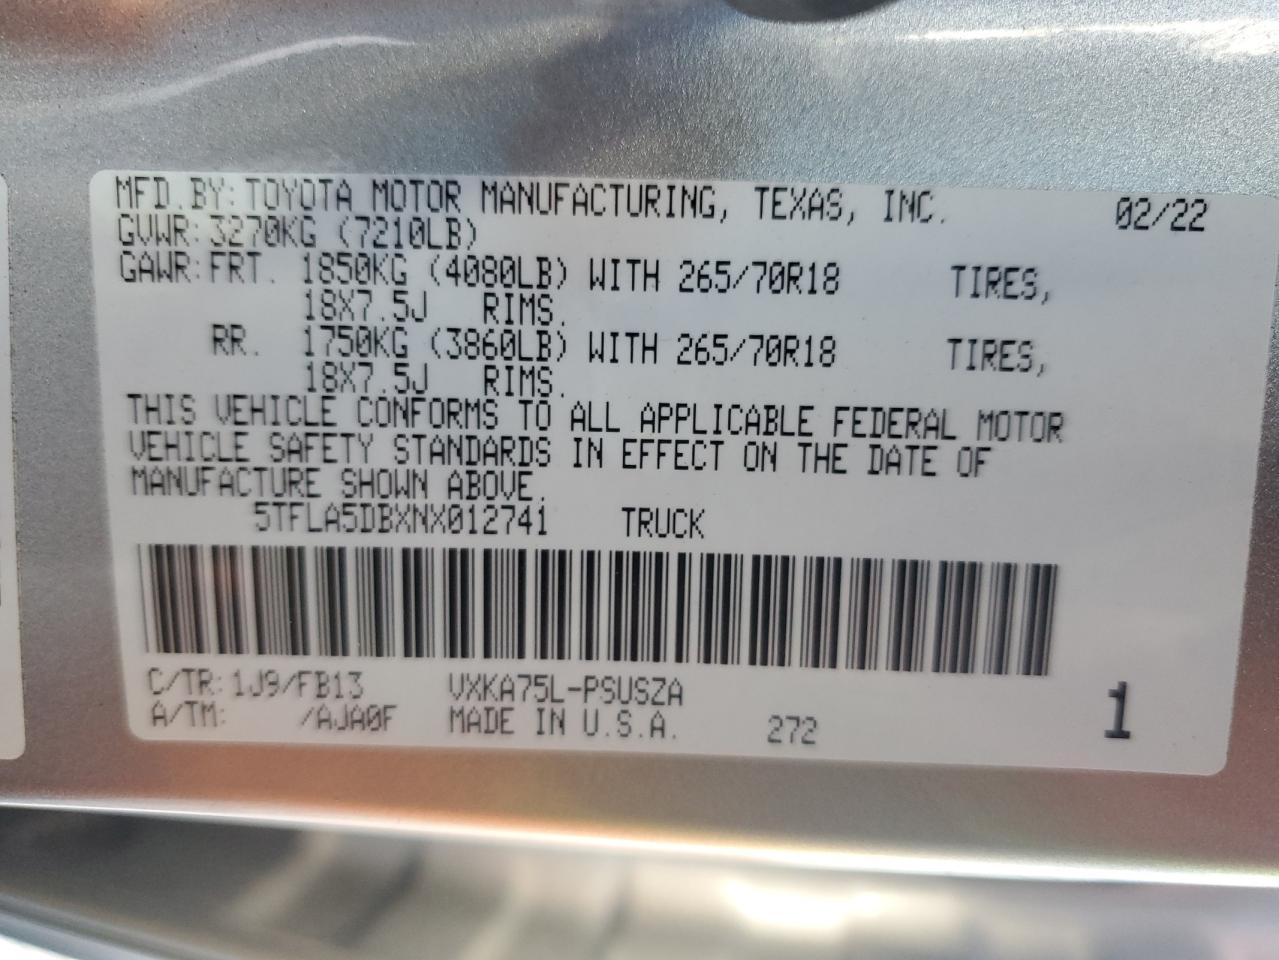 MFD.BY:TOYOTA MOTOR MANUFACTURING, TEXAS, INC. 02/22
GVWR:3270KG (7210LB)
GAWR:FRT. 1850KG (4080LB) WITH 265/70R18 TIRES,
18X7.5J RIMS.
RR. 1750KG (3860LB) WITH 265/70R18 TIRES,
18X7.5J RIMS.
THIS VEHICLE CONFORMS TO ALL APPLICABLE FEDERAL MOTOR
VEHICLE SAFETY STANDARDS IN EFFECT ON THE DATE OF
MANUFACTURE SHOWN ABOVE.
5TFLA5DBXNX012741 TRUCK
C/TR:1J9/FB13 VXKA75L-PSUSZA
A/TM: /AJA0F MADE IN U.S.A. 272 1